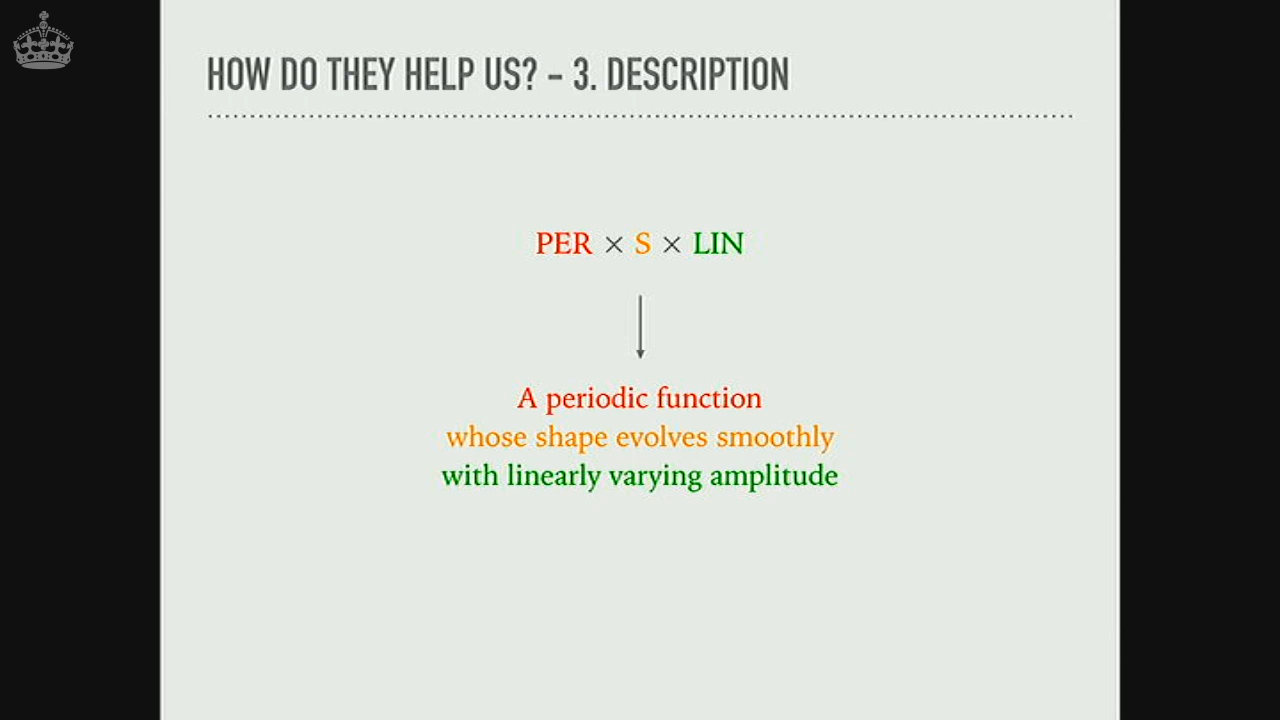 HOW DO THEY HELP US? – 3. DESCRIPTION
PER × S × LIN
A periodic function
whose shape evolves smoothly
with linearly varying amplitude